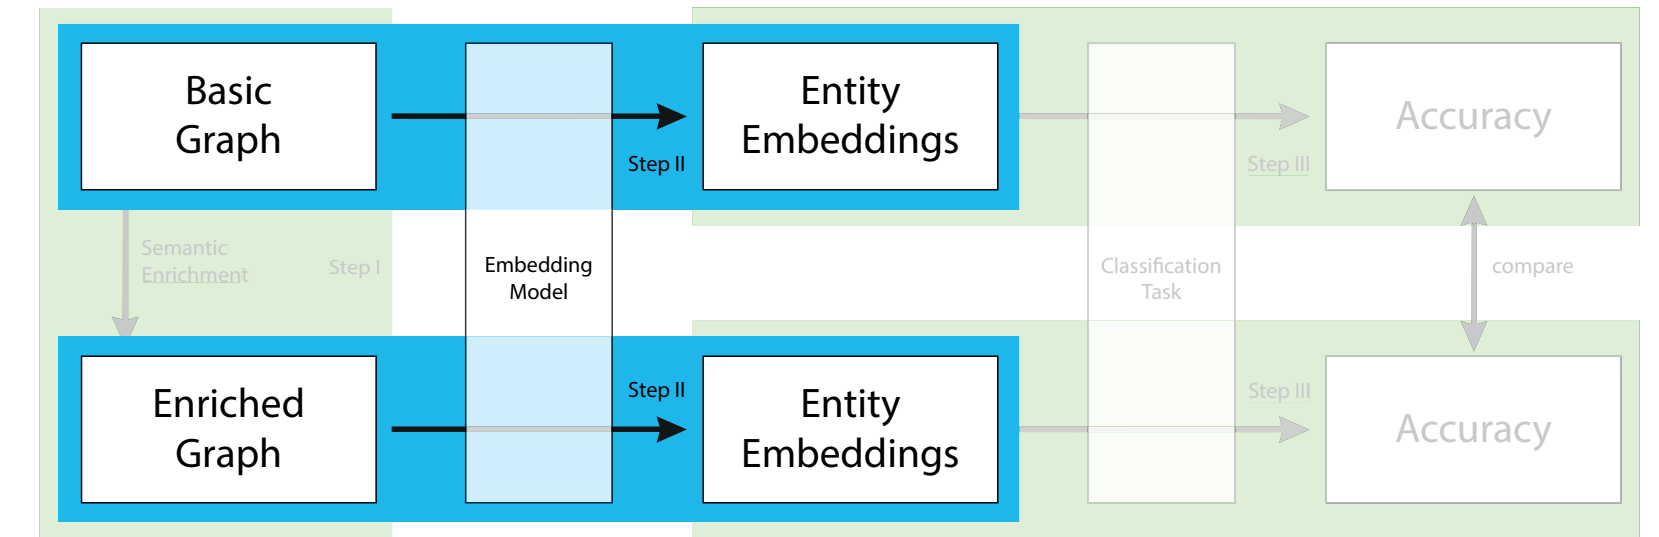 Basic
Graph
Step II
Entity
Embeddings
Step III
Accuracy
Semantic
Enrichment
Step I
Embedding
Model
Classification
Task
compare
Enriched
Graph
Step II
Entity
Embeddings
Step III
Accuracy